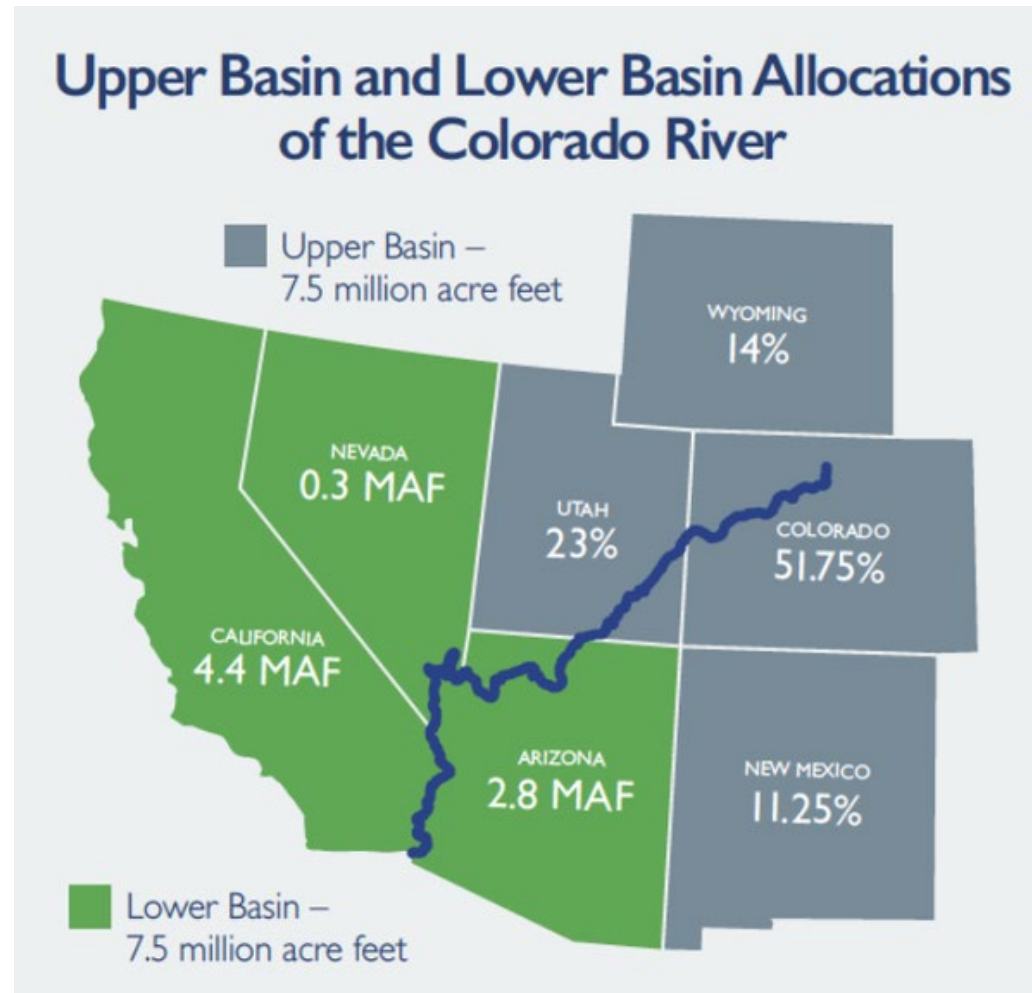 Upper Basin and Lower Basin Allocations
of the Colorado River
Upper Basin –
7.5 million acre feet
WYOMING
14%
NEVADA
0.3 MAF
UTAH
23%
COLORADO
51.75%
CALIFORNIA
4.4 MAF
ARIZONA
2.8 MAF
NEW MEXICO
11.25%
Lower Basin –
7.5 million acre feet